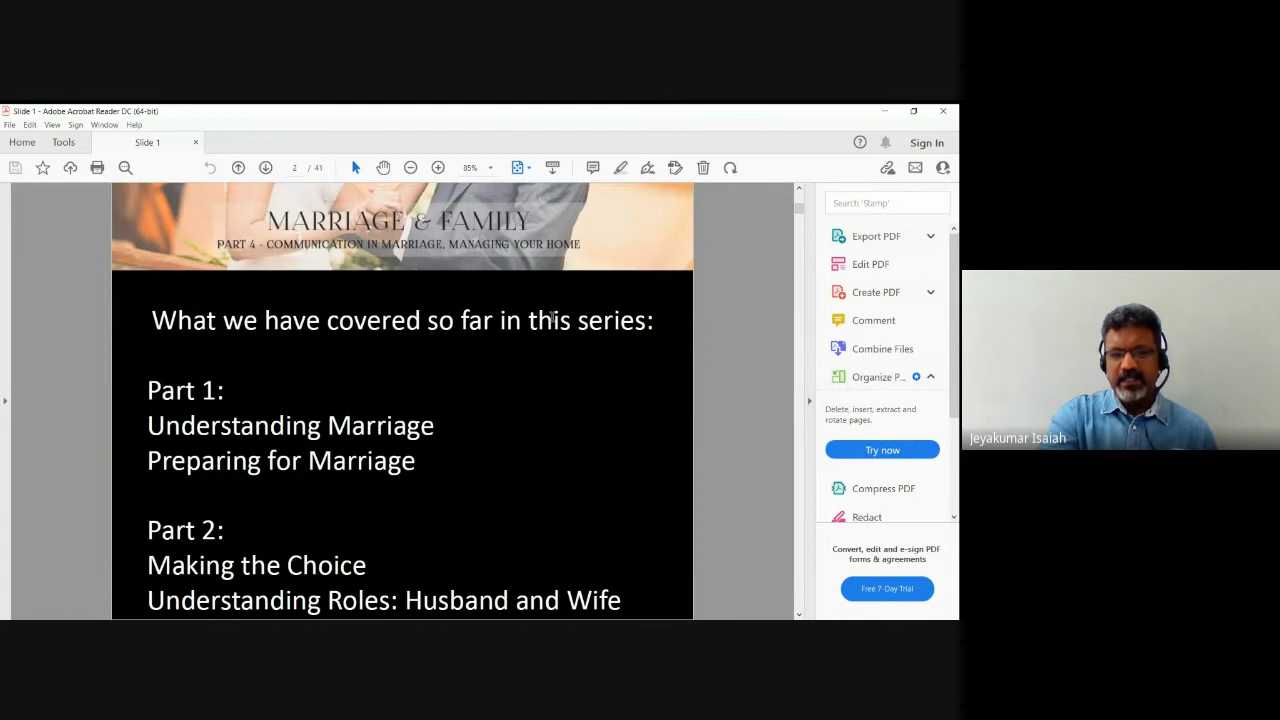 Slide 1 - Adobe Acrobat Reader DC (64-bit)
File Edit View Sign Window Help
Home Tools Slide 1 Sign In
2 / 41 85%
MARRIAGE & FAMILY
PART 4 - COMMUNICATION IN MARRIAGE, MANAGING YOUR HOME
What we have covered so far in this series:
Part 1:
Understanding Marriage
Preparing for Marriage
Part 2:
Making the Choice
Understanding Roles: Husband and Wife
Search 'Stamp'
Export PDF
Edit PDF
Create PDF
Comment
Combine Files
Organize P...
Delete, insert, extract and
rotate pages.
Try now
Compress PDF
Redact
Convert, edit and e-sign PDF
forms & agreements
Free 7-Day Trial
Jeyakumar Isaiah